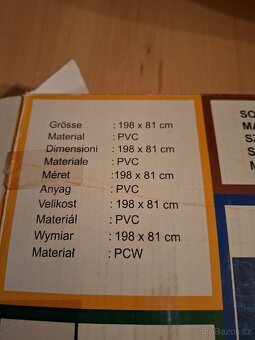 Grösse : 198 x 81 cm
Material : PVC
Dimensioni : 198 x 81 cm
Materiale : PVC
Méret : 198 x 81 cm
Anyag : PVC
Velikost : 198 x 81 cm
Materiál : PVC
Wymiar : 198 x 81 cm
Materiał : PCW
SO
MA
SZ
S
M